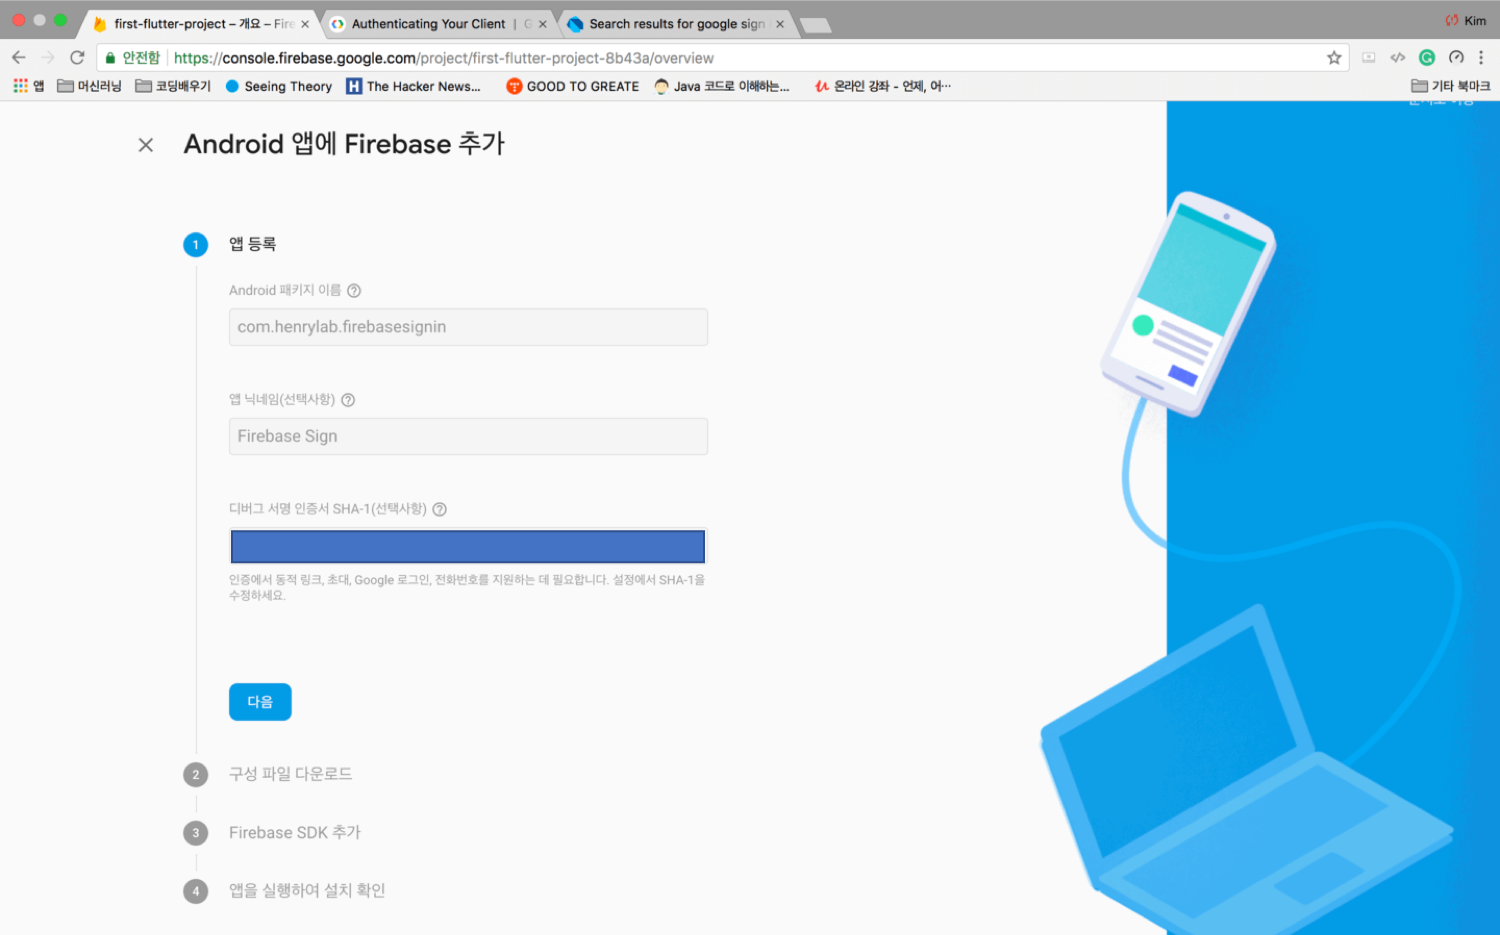 first-flutter-project – 개요 – Fire
Authenticating Your Client | G
Search results for google sign
Kim
안전함
https://console.firebase.google.com/project/first-flutter-project-8b43a/overview
앱
머신러닝
코딩배우기
Seeing Theory
H The Hacker News...
GOOD TO GREATE
Java 코드로 이해하는...
온라인 강좌 - 언제, 어...
기타 북마크
Android 앱에 Firebase 추가
1 앱 등록
Android 패키지 이름 ?
com.henrylab.firebasesignin
앱 닉네임(선택사항) ?
Firebase Sign
디버그 서명 인증서 SHA-1(선택사항) ?
인증에서 동적 링크, 초대, Google 로그인, 전화번호를 지원하는 데 필요합니다. 설정에서 SHA-1을
수정하세요.
다음
2 구성 파일 다운로드
3 Firebase SDK 추가
4 앱을 실행하여 설치 확인